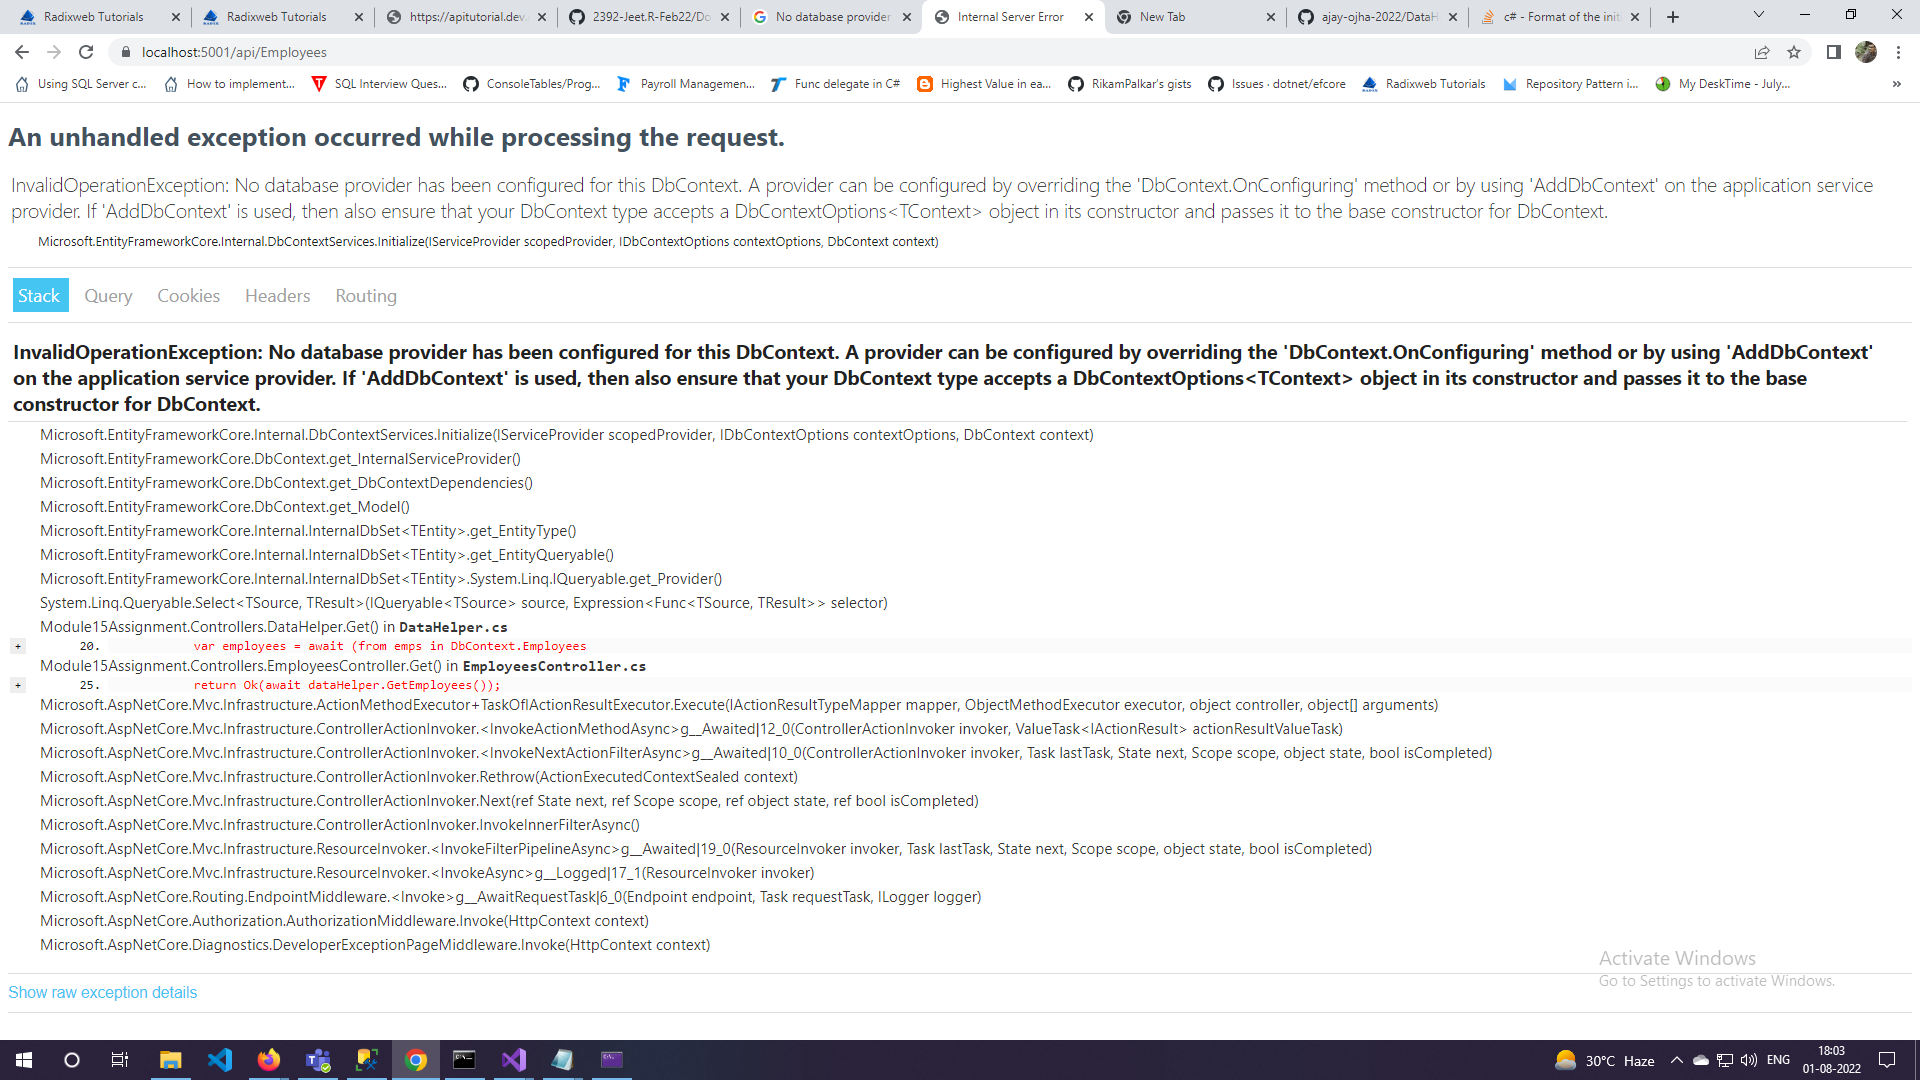 Radixweb Tutorials
Radixweb Tutorials
https://apitutorial.dev
2392-Jeet.R-Feb22/Do
No database provider
Internal Server Error
New Tab
ajay-ojha-2022/DataH
c# - Format of the init
localhost:5001/api/Employees
Using SQL Server c...
How to implement...
SQL Interview Ques...
ConsoleTables/Prog...
Payroll Managemen...
Func delegate in C#
Highest Value in ea...
RikamPalkar's gists
Issues · dotnet/efcore
Radixweb Tutorials
Repository Pattern i...
My DeskTime - July...
»
An unhandled exception occurred while processing the request.
InvalidOperationException: No database provider has been configured for this DbContext. A provider can be configured by overriding the 'DbContext.OnConfiguring' method or by using 'AddDbContext' on the application service
provider. If 'AddDbContext' is used, then also ensure that your DbContext type accepts a DbContextOptions<TContext> object in its constructor and passes it to the base constructor for DbContext.
Microsoft.EntityFrameworkCore.Internal.DbContextServices.Initialize(IServiceProvider scopedProvider, IDbContextOptions contextOptions, DbContext context)
Stack
Query
Cookies
Headers
Routing
InvalidOperationException: No database provider has been configured for this DbContext. A provider can be configured by overriding the 'DbContext.OnConfiguring' method or by using 'AddDbContext'
on the application service provider. If 'AddDbContext' is used, then also ensure that your DbContext type accepts a DbContextOptions<TContext> object in its constructor and passes it to the base
constructor for DbContext.
Microsoft.EntityFrameworkCore.Internal.DbContextServices.Initialize(IServiceProvider scopedProvider, IDbContextOptions contextOptions, DbContext context)
Microsoft.EntityFrameworkCore.DbContext.get_InternalServiceProvider()
Microsoft.EntityFrameworkCore.DbContext.get_DbContextDependencies()
Microsoft.EntityFrameworkCore.DbContext.get_Model()
Microsoft.EntityFrameworkCore.Internal.InternalDbSet<TEntity>.get_EntityType()
Microsoft.EntityFrameworkCore.Internal.InternalDbSet<TEntity>.get_EntityQueryable()
Microsoft.EntityFrameworkCore.Internal.InternalDbSet<TEntity>.System.Linq.IQueryable.get_Provider()
System.Linq.Queryable.Select<TSource, TResult>(IQueryable<TSource> source, Expression<Func<TSource, TResult>> selector)
Module15Assignment.Controllers.DataHelper.Get() in DataHelper.cs
+ 20. var employees = await (from emps in DbContext.Employees
Module15Assignment.Controllers.EmployeesController.Get() in EmployeesController.cs
+ 25. return Ok(await dataHelper.GetEmployees());
Microsoft.AspNetCore.Mvc.Infrastructure.ActionMethodExecutor+TaskOfIActionResultExecutor.Execute(IActionResultTypeMapper mapper, ObjectMethodExecutor executor, object controller, object[] arguments)
Microsoft.AspNetCore.Mvc.Infrastructure.ControllerActionInvoker.<InvokeActionMethodAsync>g__Awaited|12_0(ControllerActionInvoker invoker, ValueTask<IActionResult> actionResultValueTask)
Microsoft.AspNetCore.Mvc.Infrastructure.ControllerActionInvoker.<InvokeNextActionFilterAsync>g__Awaited|10_0(ControllerActionInvoker invoker, Task lastTask, State next, Scope scope, object state, bool isCompleted)
Microsoft.AspNetCore.Mvc.Infrastructure.ControllerActionInvoker.Rethrow(ActionExecutedContextSealed context)
Microsoft.AspNetCore.Mvc.Infrastructure.ControllerActionInvoker.Next(ref State next, ref Scope scope, ref object state, ref bool isCompleted)
Microsoft.AspNetCore.Mvc.Infrastructure.ControllerActionInvoker.InvokeInnerFilterAsync()
Microsoft.AspNetCore.Mvc.Infrastructure.ResourceInvoker.<InvokeFilterPipelineAsync>g__Awaited|19_0(ResourceInvoker invoker, Task lastTask, State next, Scope scope, object state, bool isCompleted)
Microsoft.AspNetCore.Mvc.Infrastructure.ResourceInvoker.<InvokeAsync>g__Logged|17_1(ResourceInvoker invoker)
Microsoft.AspNetCore.Routing.EndpointMiddleware.<Invoke>g__AwaitRequestTask|6_0(Endpoint endpoint, Task requestTask, ILogger logger)
Microsoft.AspNetCore.Authorization.AuthorizationMiddleware.Invoke(HttpContext context)
Microsoft.AspNetCore.Diagnostics.DeveloperExceptionPageMiddleware.Invoke(HttpContext context)
Activate Windows
Go to Settings to activate Windows.
Show raw exception details
30°C Haze
ENG
18:03
01-08-2022